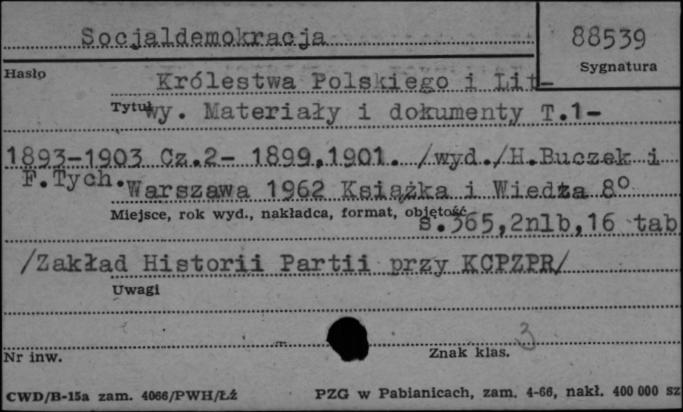 Socjaldemokracja
88539
Sygnatura
Hasło
Królestwa Polskiego i Lit-
Tytuł wy. Materiały i dokumenty T.1-
1893-1903 Cz.2- 1899,1901. /wyd./H.Buczek i
F.Tych. Warszawa 1962 Książka i Wiedza 8°
Miejsce, rok wyd., nakładca, format, objętość
s.365,2nlb,16 tab
/Zakład Historii Partii przy KCPZPR/
Uwagi
3
Nr inw.
Znak klas.
CWD/B-15a zam. 4066/PWH/Łź
PZG w Pabianicach, zam. 4-66, nakł. 400 000 sz